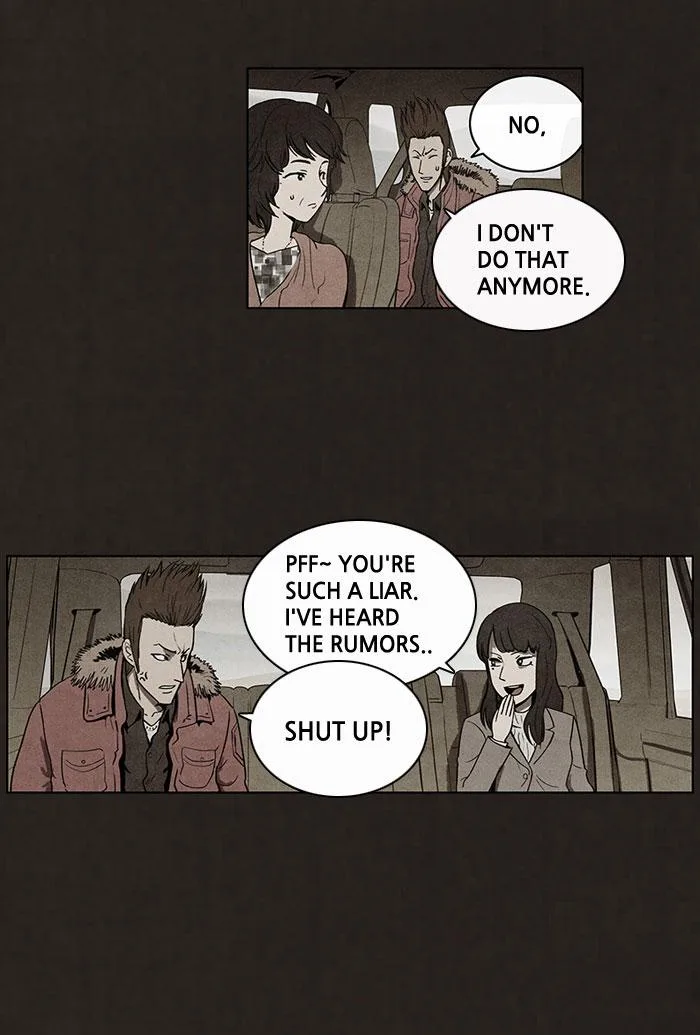 NO,
I DON'T
DO THAT
ANYMORE.
PFF~ YOU'RE
SUCH A LIAR.
I'VE HEARD
THE RUMORS..
SHUT UP!